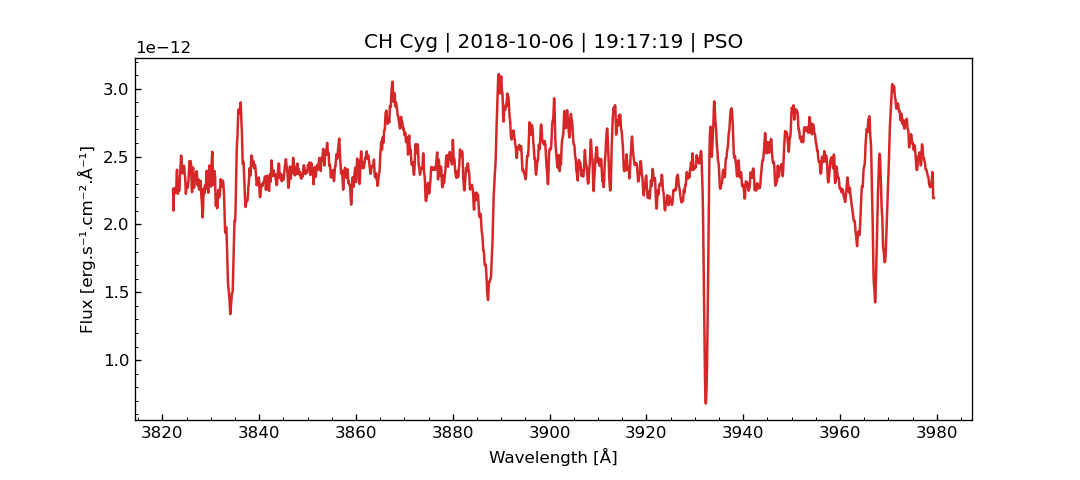 CH Cyg | 2018-10-06 | 19:17:19 | PSO
1e−12
3.0
2.5
2.0
1.5
1.0
Flux [erg.s⁻¹.cm⁻².Å⁻¹]
3820 3840 3860 3880 3900 3920 3940 3960 3980
Wavelength [Å]